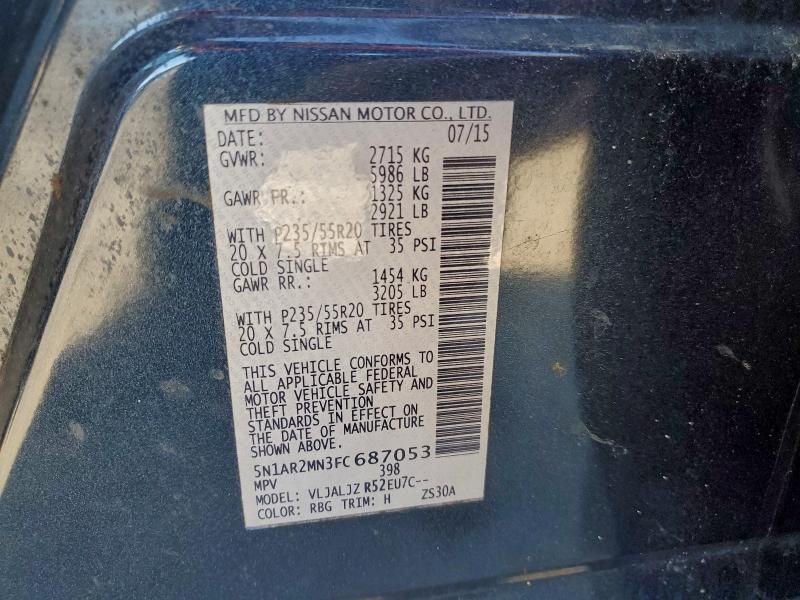 MFD BY NISSAN MOTOR CO., LTD.
DATE: 07/15
GVWR: 2715 KG
5986 LB
GAWR FR.: 1325 KG
2921 LB
WITH P235/55R20 TIRES
20 X 7.5 RIMS AT 35 PSI
COLD SINGLE
GAWR RR.: 1454 KG
3205 LB
WITH P235/55R20 TIRES
20 X 7.5 RIMS AT 35 PSI
COLD SINGLE
THIS VEHICLE CONFORMS TO
ALL APPLICABLE FEDERAL
MOTOR VEHICLE SAFETY AND
THEFT PREVENTION
STANDARDS IN EFFECT ON
THE DATE OF MANUFACTURE
SHOWN ABOVE.
5N1AR2MN3FC687053
MPV 398
MODEL: VLJALJZ R52EU7C--
COLOR: RBG TRIM: H ZS30A